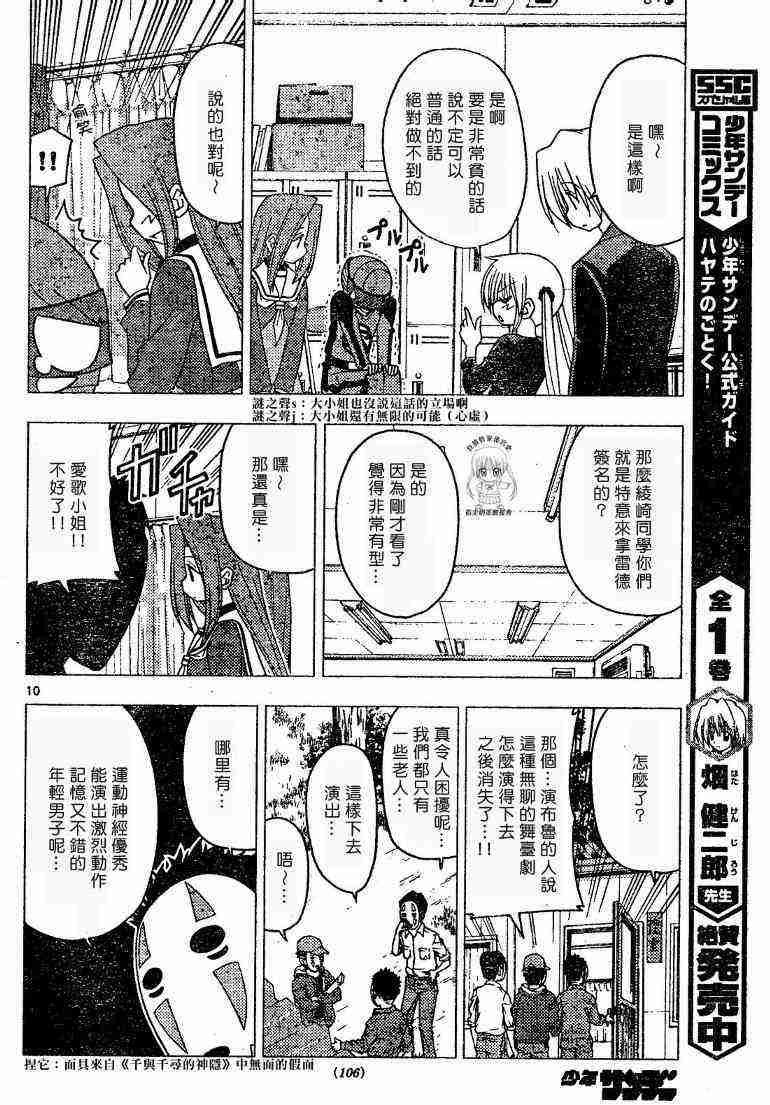 嘿～
是這樣啊
是啊
要是非常貧的話
說不定可以
普通的話
絕對做
不到的
プルプル
說的也對呢～
偷笑
!!
謎之聲s：大小姐也沒說這話的立場啊
謎之聲j：大小姐還有無限的可能（心虛）
那麼綾崎同學你們
就是特意來拿雷德
簽名的？
是的
因為剛才看了
覺得非常有型…
嘿～
那還真是…
ガチャ
愛歌小姐!!
不好了!!
10
怎麼了？
那個…演布魯的人說
這種無聊的舞臺劇
怎麼演得下去
之後消失了…!!
真令人困擾呢…
我們都只有
一些老人…
這樣下去
演出…
唔～
哪里有…
運動神經優秀
能演出激烈動作
記憶又不錯的
年輕男子呢…
捏它：面具來自《千與千尋的神隱》中無面的假面
(106)
少年サンデー
SSC
少年サンデーコミックス
スペシャル版
少年サンデー公式ガイド
ハヤテのごとく！
全1巻
畑健二郎先生
はた けん じ ろう
絶賛発売中